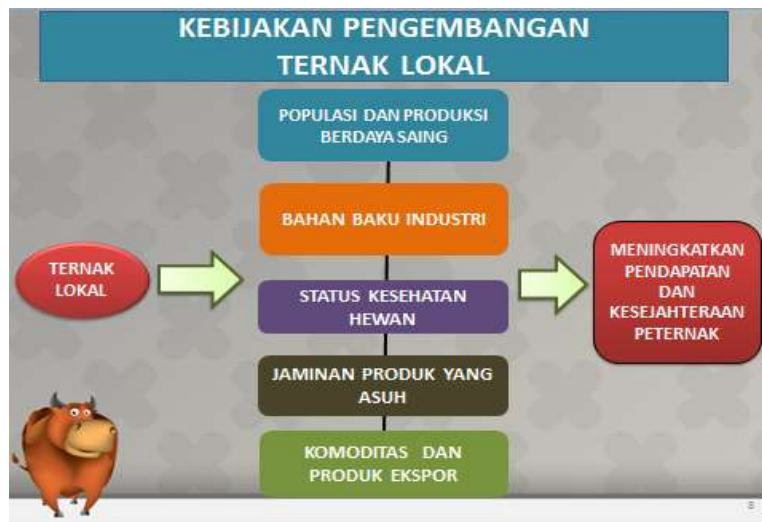 KEBIJAKAN PENGEMBANGAN
TERNAK LOKAL
POPULASI DAN PRODUKSI
BERDAYA SAING
BAHAN BAKU INDUSTRI
TERNAK
LOKAL
STATUS KESEHATAN
HEWAN
JAMINAN PRODUK YANG
ASUH
KOMODITAS DAN
PRODUK EKSPOR
MENINGKATKAN
PENDAPATAN
DAN
KESEJAHTERAAN
PETERNAK
8